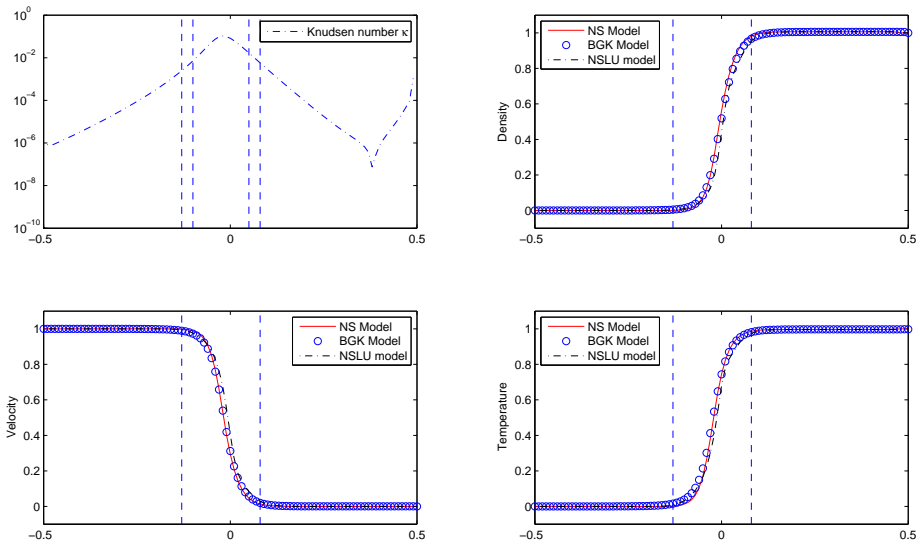 10^0
10^-2
10^-4
10^-6
10^-8
10^-10
−0.5 0 0.5
Knudsen number κ
Density
1
0.8
0.6
0.4
0.2
0
−0.5 0 0.5
NS Model
BGK Model
NSLU model
Velocity
1
0.8
0.6
0.4
0.2
0
−0.5 0 0.5
NS Model
BGK Model
NSLU model
Temperature
1
0.8
0.6
0.4
0.2
0
−0.5 0 0.5
NS Model
BGK Model
NSLU model